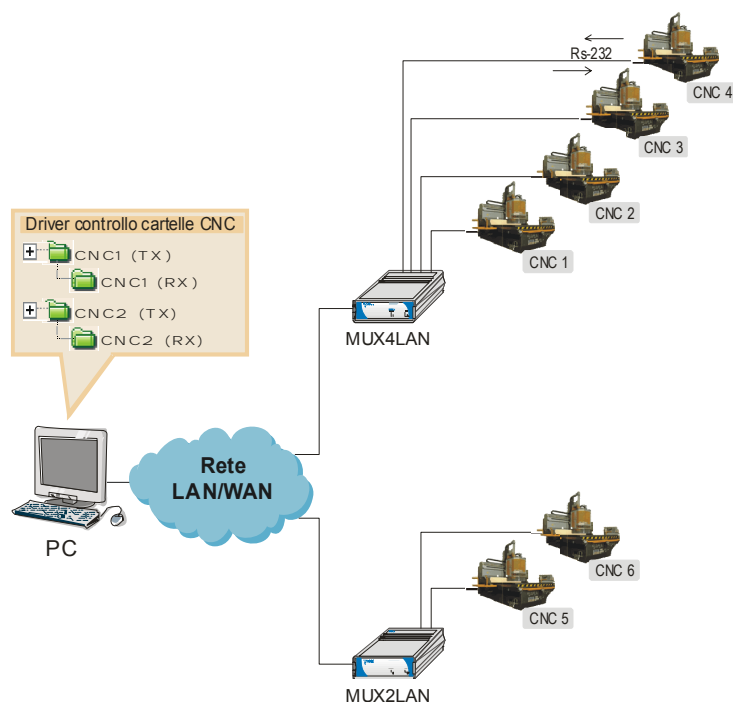 Rs-232
CNC 4
CNC 3
CNC 2
CNC 1
Driver controllo cartelle CNC
CNC1 (TX)
CNC1 (RX)
CNC2 (TX)
CNC2 (RX)
MUX4LAN
Rete
LAN/WAN
PC
CNC 6
CNC 5
MUX2LAN